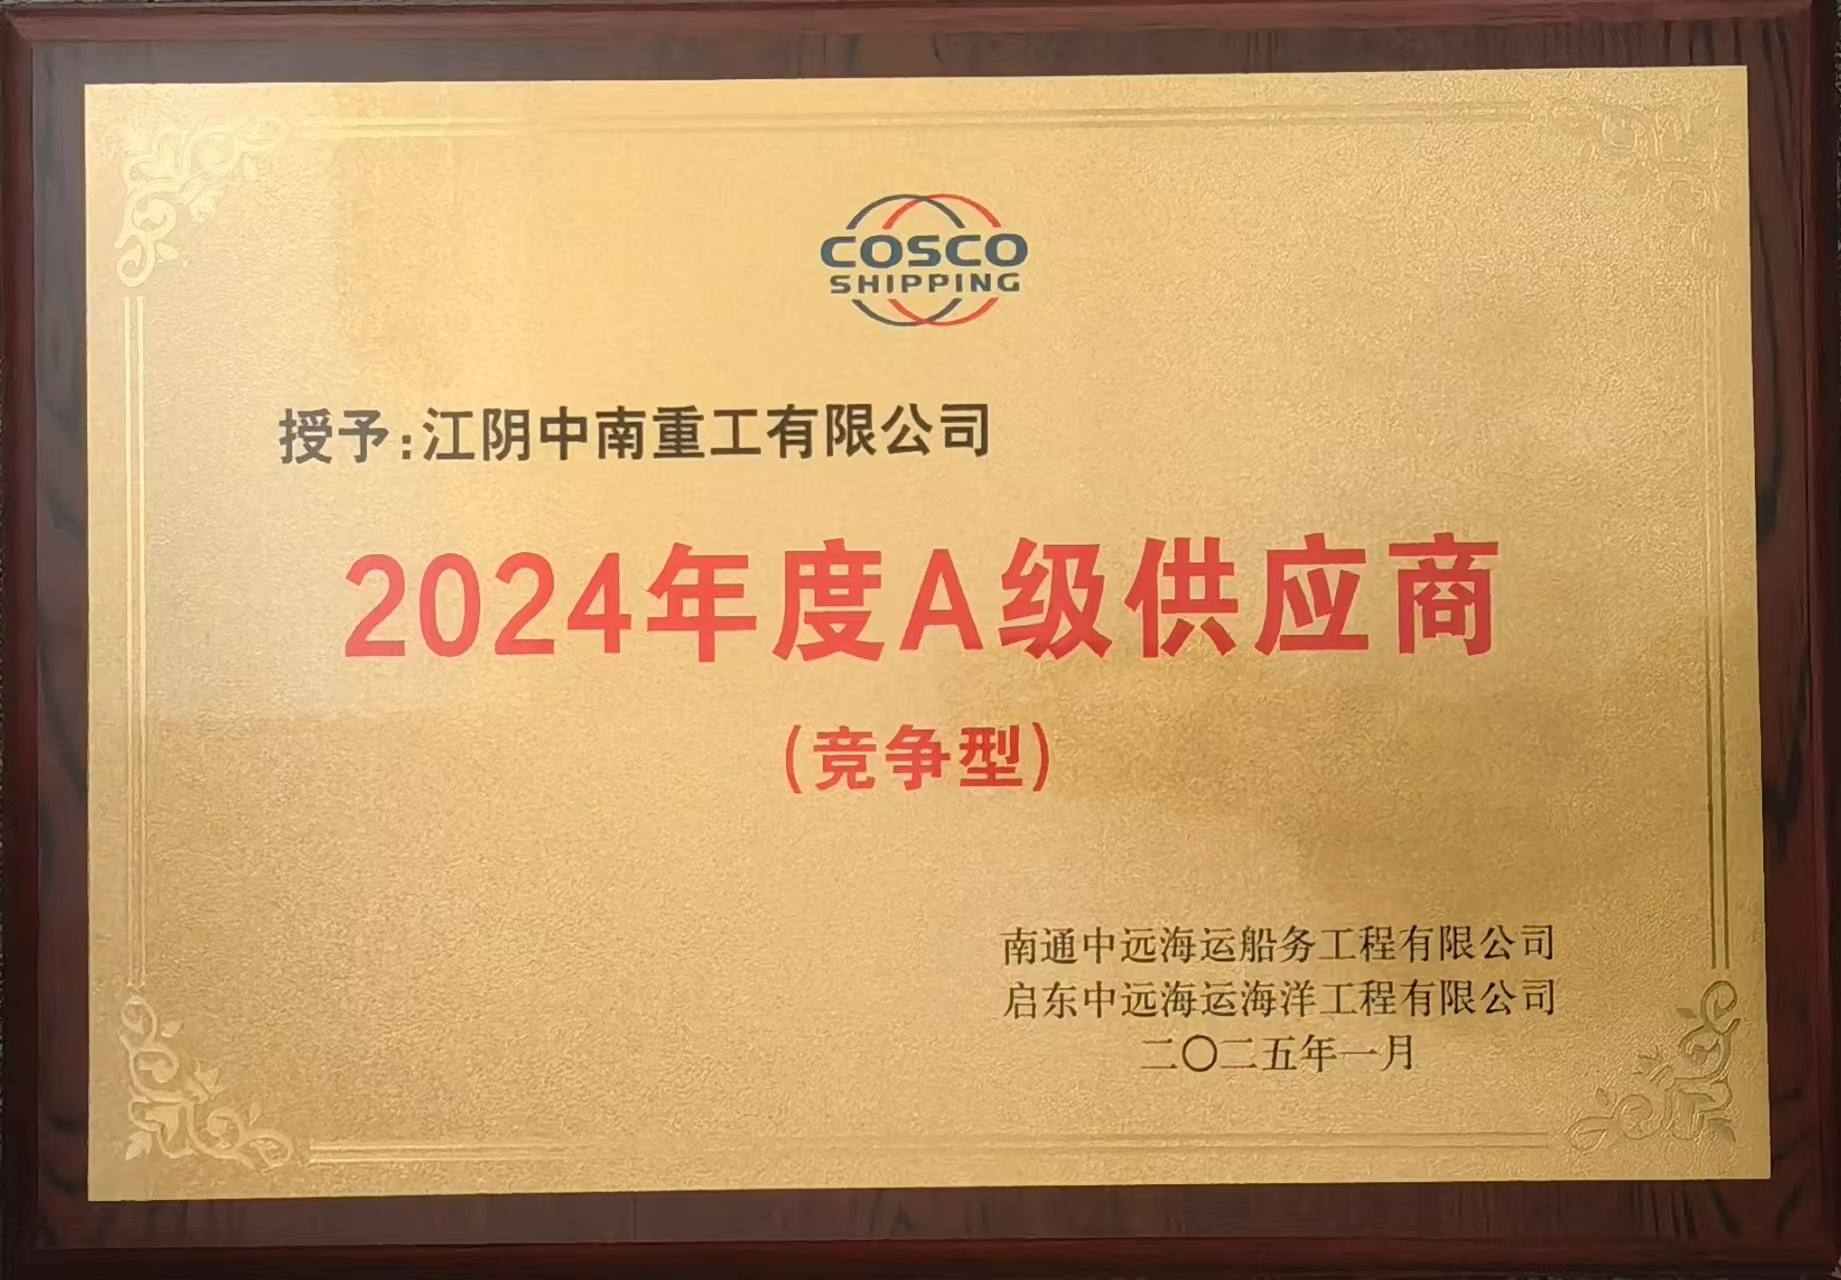 COSCO
SHIPPING
授予:江阴中南重工有限公司
2024年度A级供应商
(竞争型)
南通中远海运船务工程有限公司
启东中远海运海洋工程有限公司
二〇二五年一月